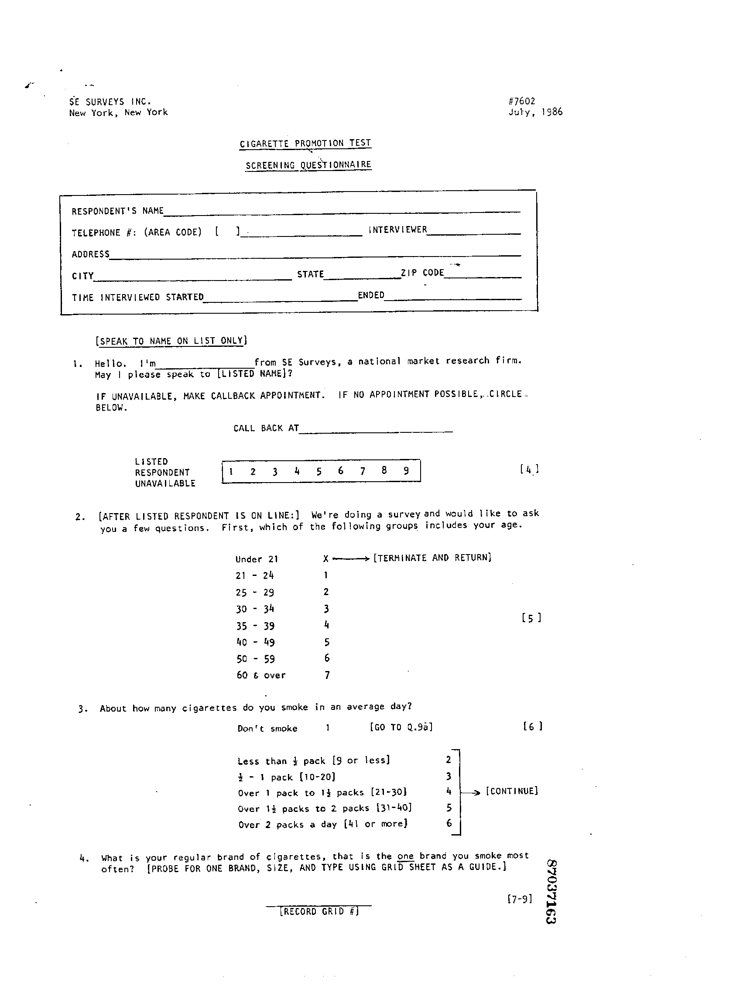 SE SURVEYS INC.
New York, New York
#7602
July, 1986
CIGARETTE PROMOTION TEST
SCREENING QUESTIONNAIRE
RESPONDENT'S NAME
TELEPHONE #: (AREA CODE) [ ] INTERVIEWER
ADDRESS
CITY STATE ZIP CODE
TIME INTERVIEWED STARTED ENDED
[SPEAK TO NAME ON LIST ONLY]
1. Hello. I'm from SE Surveys, a national market research firm.
May I please speak to [LISTED NAME]?
IF UNAVAILABLE, MAKE CALLBACK APPOINTMENT. IF NO APPOINTMENT POSSIBLE, CIRCLE
BELOW.
CALL BACK AT
LISTED
RESPONDENT 1 2 3 4 5 6 7 8 9 [4]
UNAVAILABLE
2. [AFTER LISTED RESPONDENT IS ON LINE:] We're doing a survey and would like to ask
you a few questions. First, which of the following groups includes your age.
Under 21 X → [TERMINATE AND RETURN]
21 - 24 1
25 - 29 2
30 - 34 3
35 - 39 4
[5]
40 - 49 5
50 - 59 6
60 & over 7
3. About how many cigarettes do you smoke in an average day?
Don't smoke 1 [GO TO Q.9b] [6]
Less than ½ pack [9 or less] 2
½ - 1 pack [10-20] 3
Over 1 pack to 1½ packs [21-30] 4 → [CONTINUE]
Over 1½ packs to 2 packs [31-40] 5
Over 2 packs a day [41 or more] 6
4. What is your regular brand of cigarettes, that is the one brand you smoke most
often? [PROBE FOR ONE BRAND, SIZE, AND TYPE USING GRID SHEET AS A GUIDE.]
[7-9]
[RECORD GRID #]
87037163